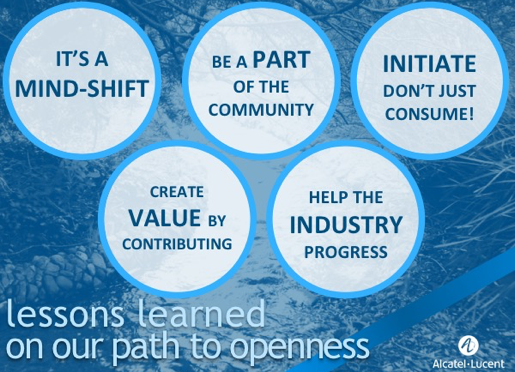 IT'S A
MIND-SHIFT
BE A PART
OF THE
COMMUNITY
INITIATE
DON'T JUST
CONSUME!
CREATE
VALUE BY
CONTRIBUTING
HELP THE
INDUSTRY
PROGRESS
lessons learned
on our path to openness
Alcatel·Lucent